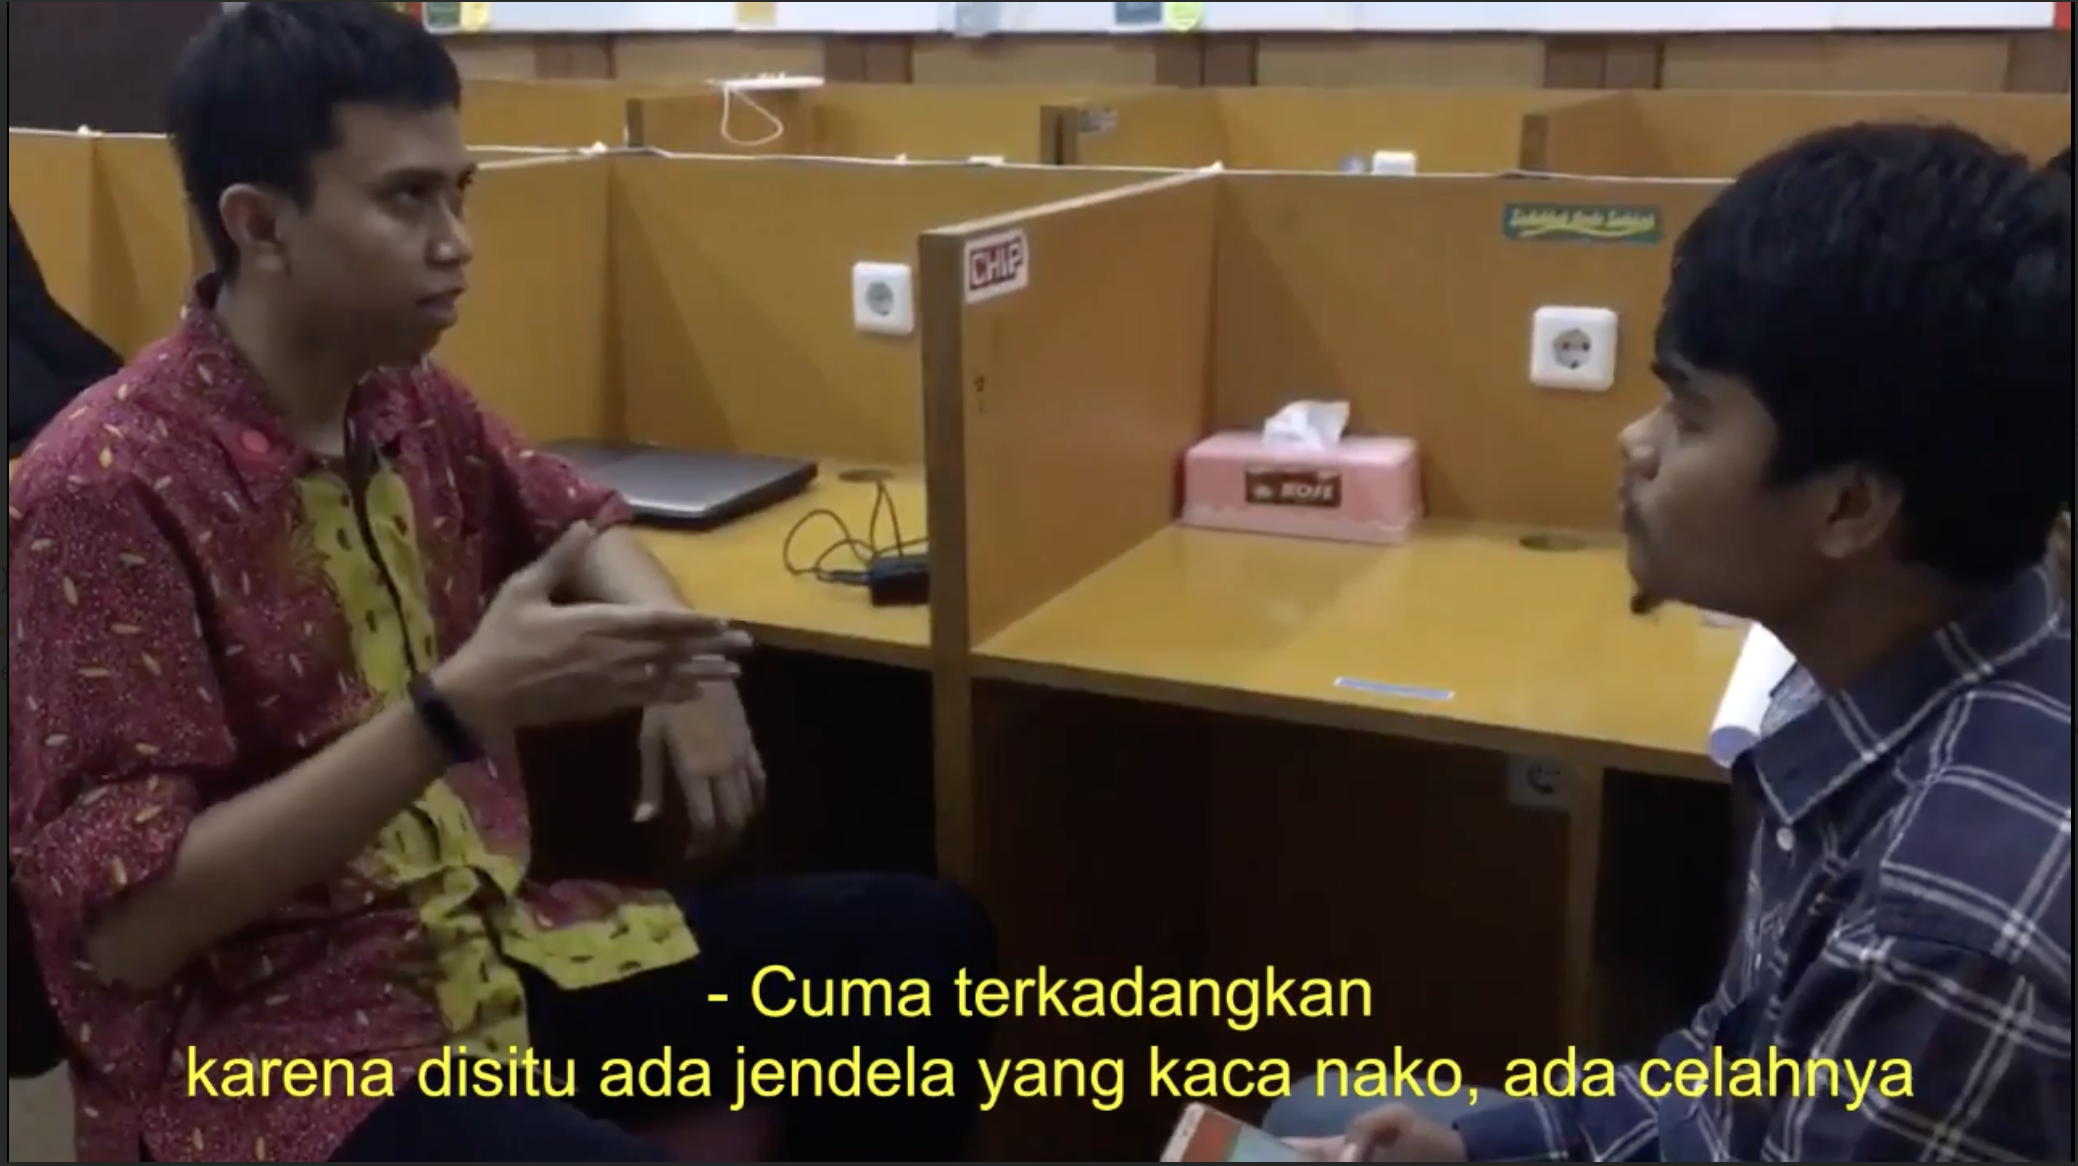 CHIP
- Cuma terkadangkan
karena disitu ada jendela yang kaca nako, ada celahnya